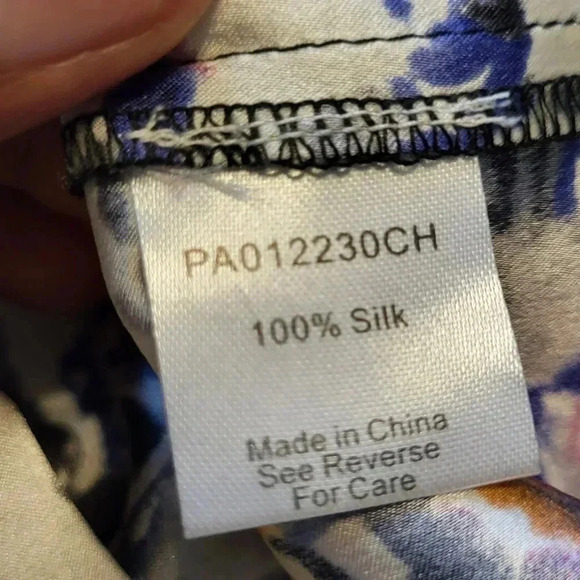 PA012230CH
100% Silk
Made in China
See Reverse
For Care